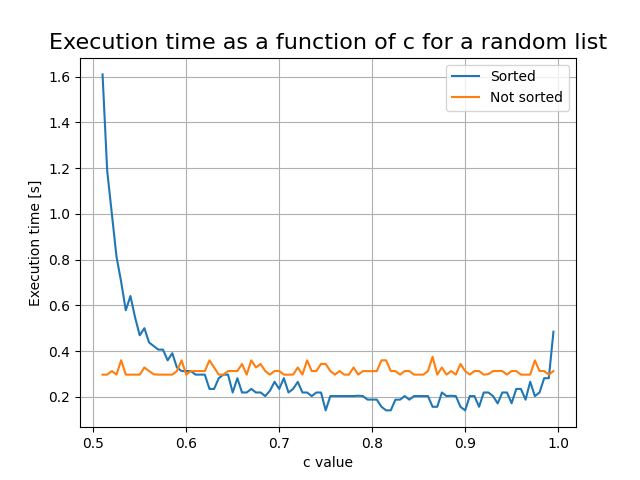 Execution time as a function of c for a random list
Sorted
Not sorted
Execution time [s]
1.6
1.4
1.2
1.0
0.8
0.6
0.4
0.2
0.5 0.6 0.7 0.8 0.9 1.0
c value